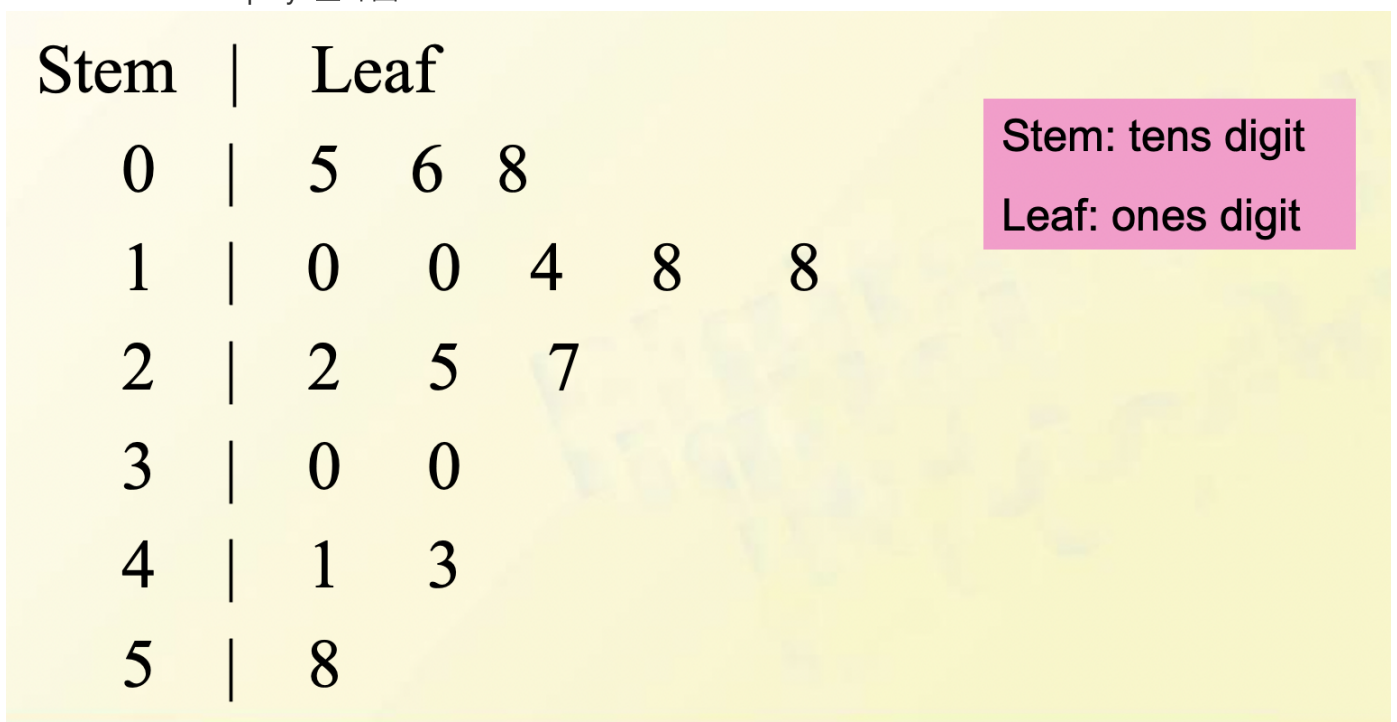 Stem | Leaf
0 | 5 6 8
1 | 0 0 4 8 8
2 | 2 5 7
3 | 0 0
4 | 1 3
5 | 8
Stem: tens digit
Leaf: ones digit